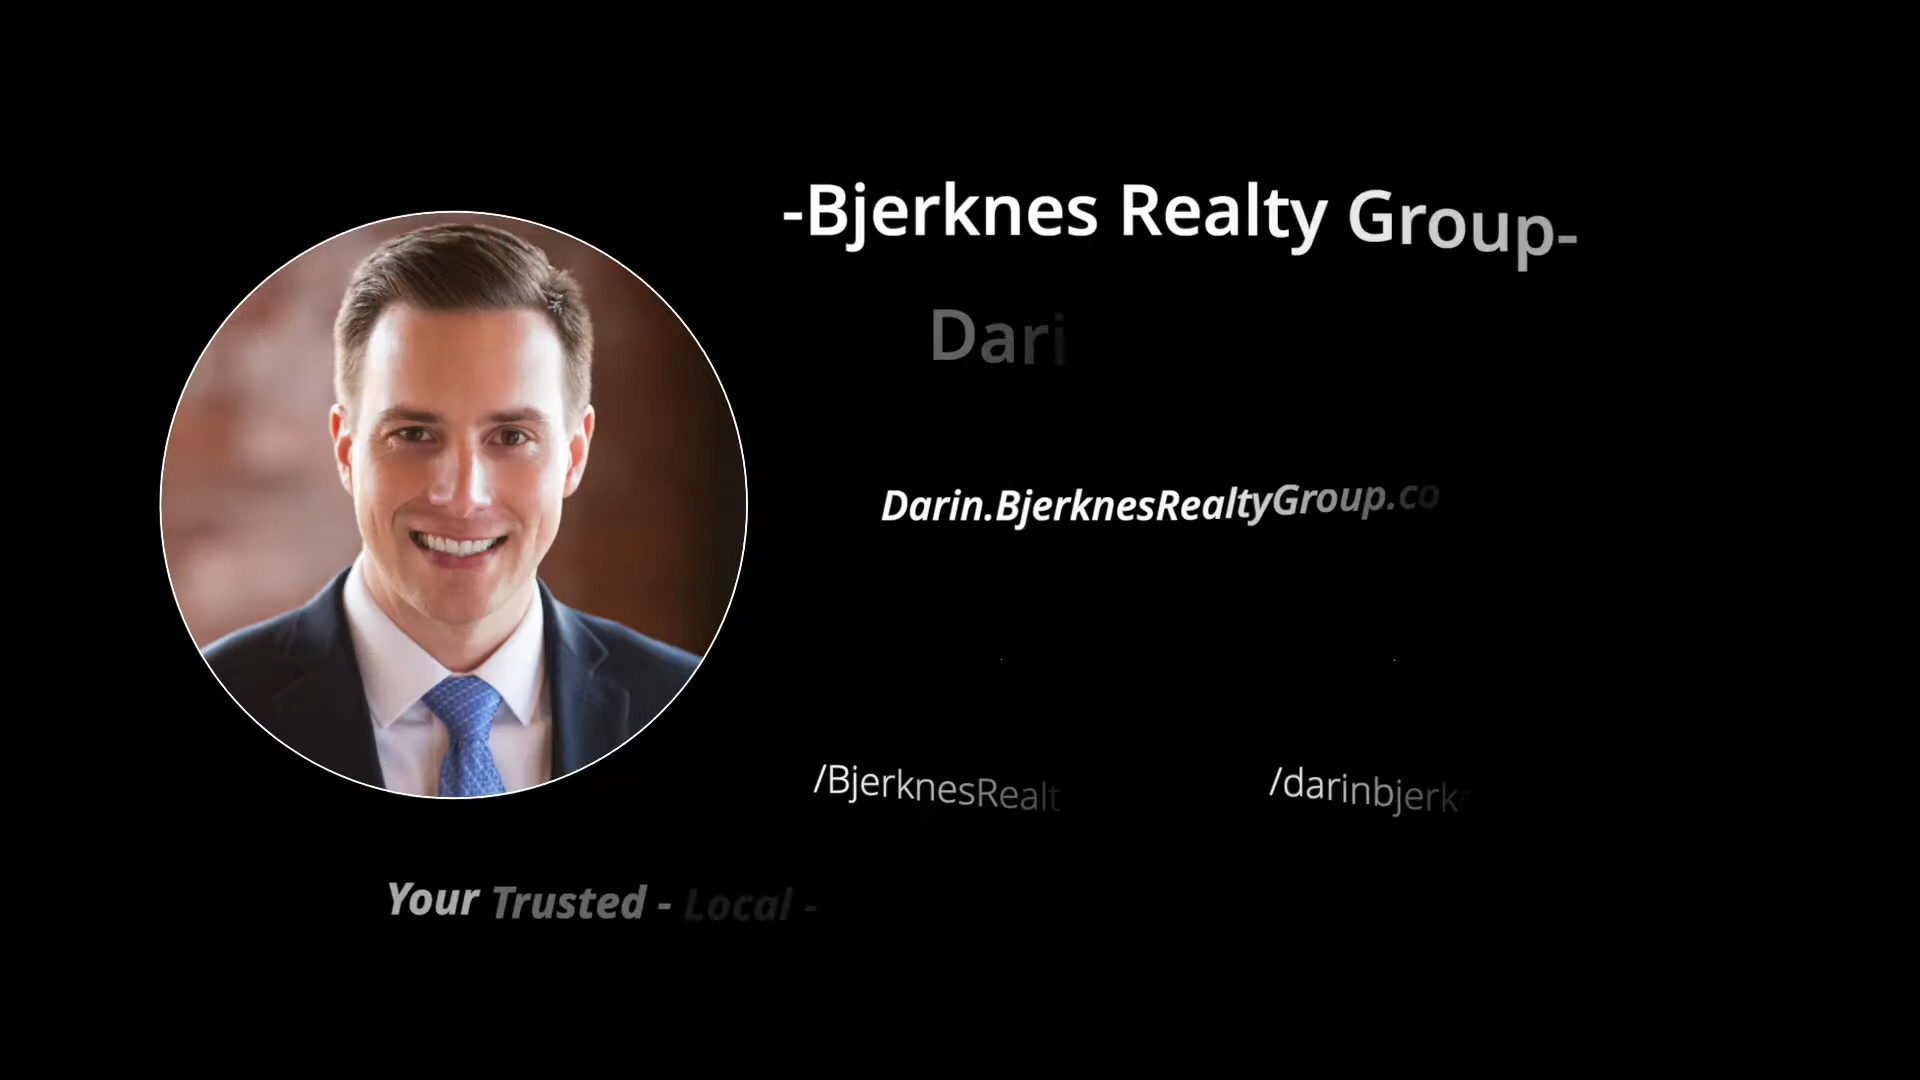 -Bjerknes Realty Group-
Dari
Darin.BjerknesRealtyGroup.co
/BjerknesRealt
/darinbjerk
Your Trusted - Local -